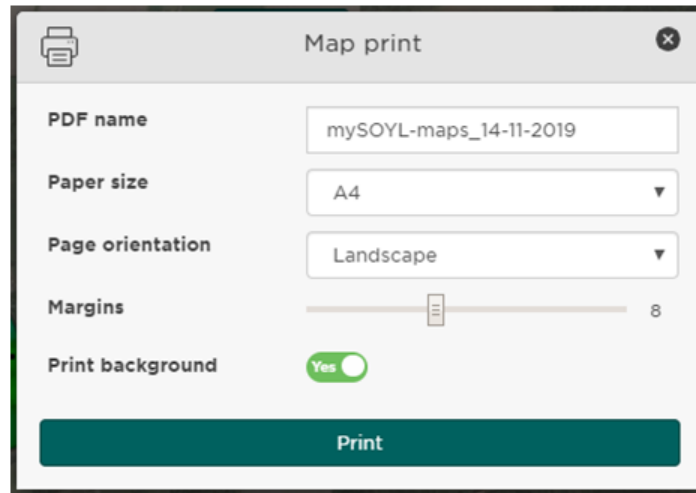 Map print
PDF name
mySOYL-maps_14-11-2019
Paper size
A4
Page orientation
Landscape
Margins
8
Print background
Yes
Print